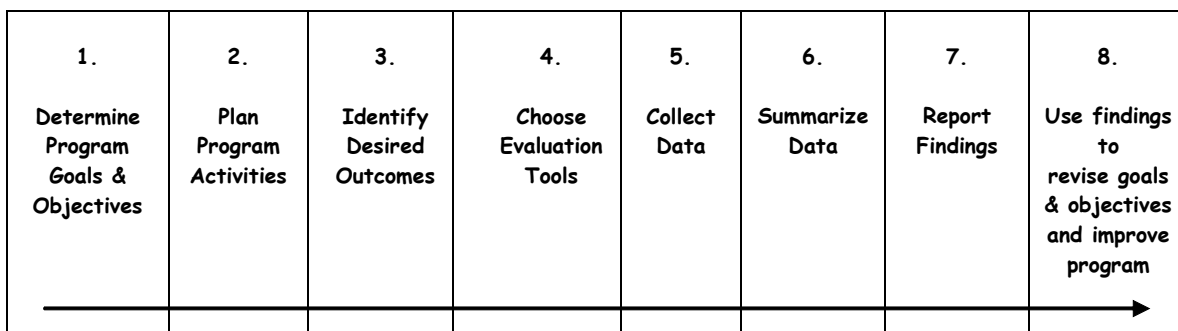 1.
Determine
Program
Goals &
Objectives
2.
Plan
Program
Activities
3.
Identify
Desired
Outcomes
4.
Choose
Evaluation
Tools
5.
Collect
Data
6.
Summarize
Data
7.
Report
Findings
8.
Use findings
to
revise goals
& objectives
and improve
program